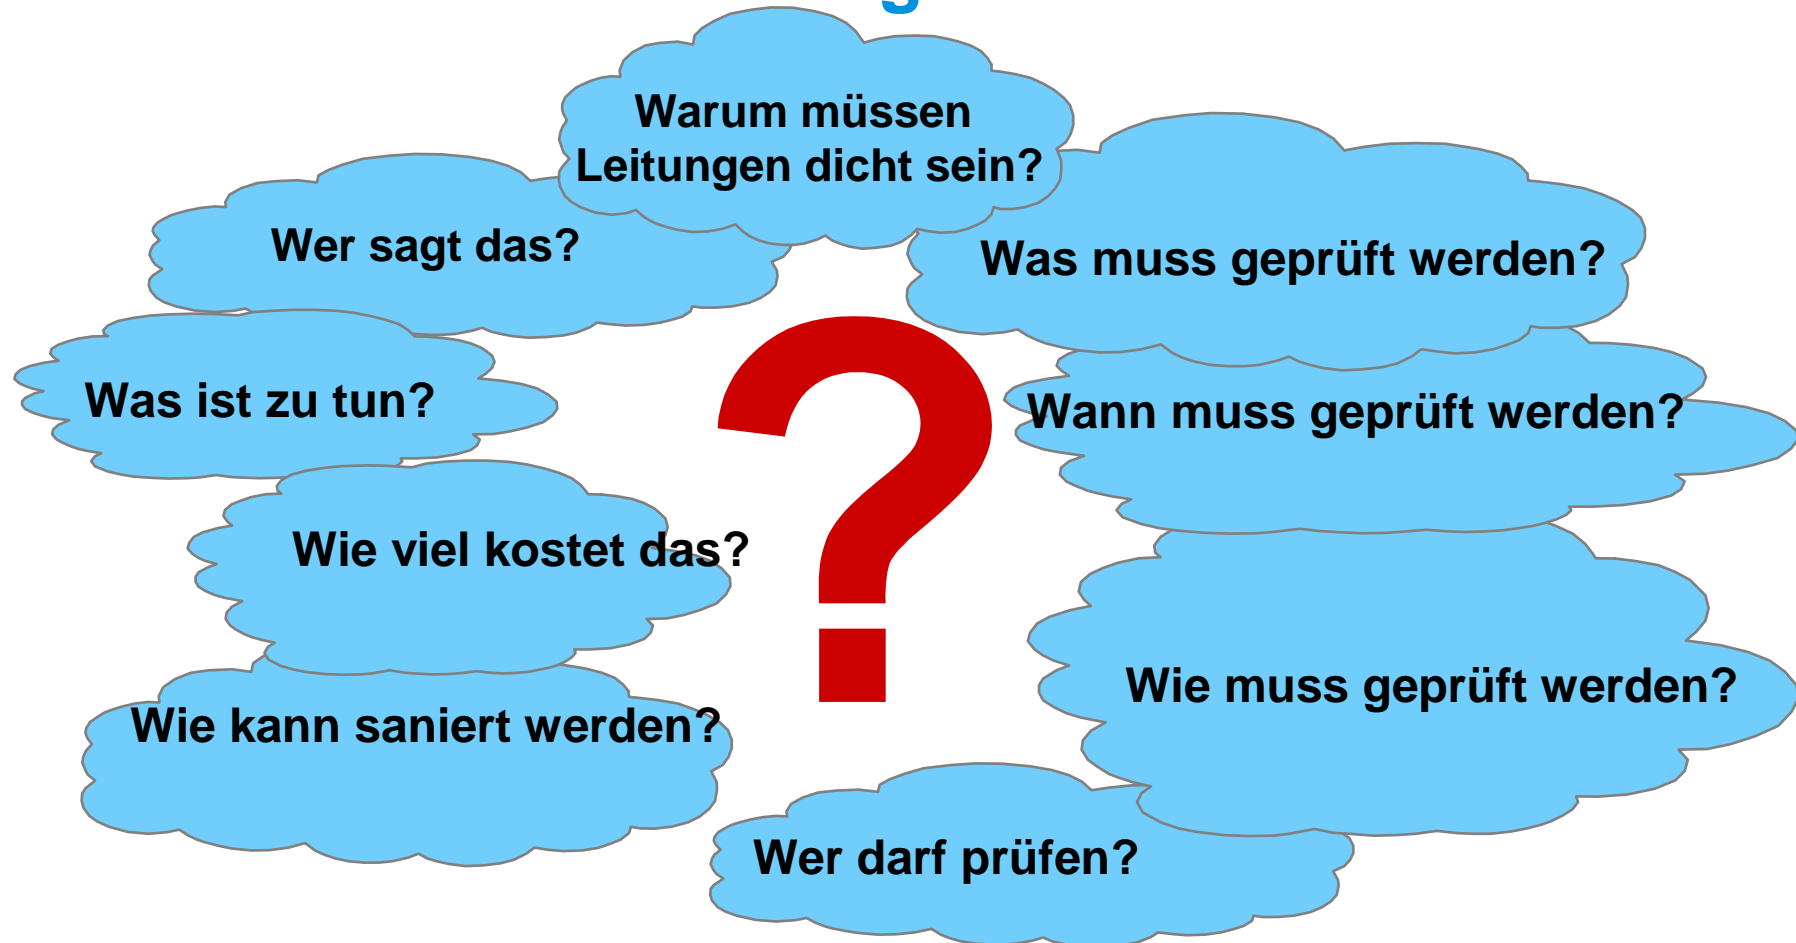 Warum müssen
Leitungen dicht sein?
Wer sagt das?
Was muss geprüft werden?
Was ist zu tun?
Wann muss geprüft werden?
Wie viel kostet das?
?
Wie muss geprüft werden?
Wie kann saniert werden?
Wer darf prüfen?